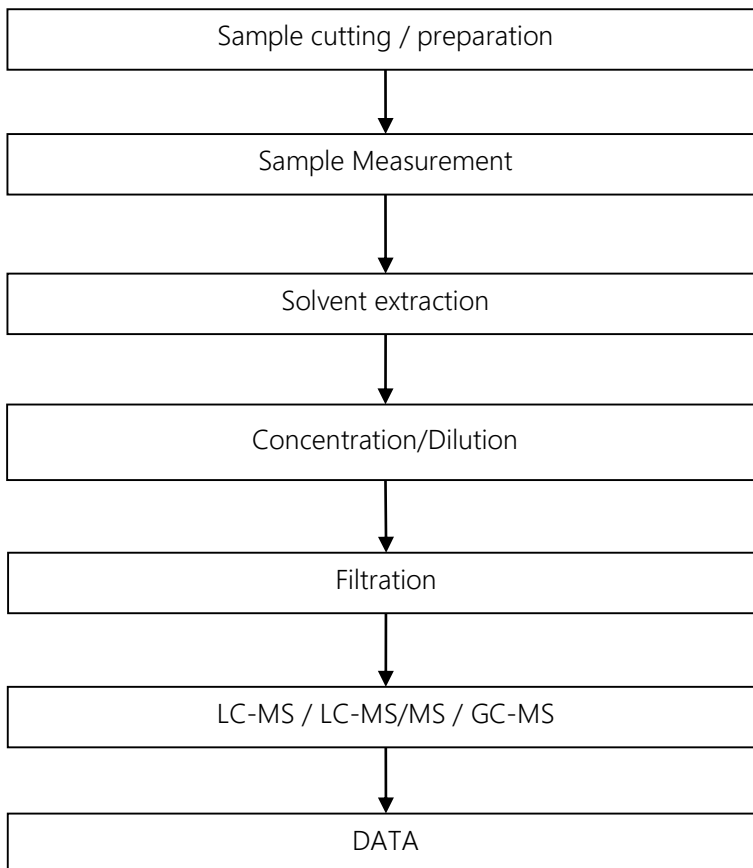 Sample cutting / preparation
Sample Measurement
Solvent extraction
Concentration/Dilution
Filtration
LC-MS / LC-MS/MS / GC-MS
DATA